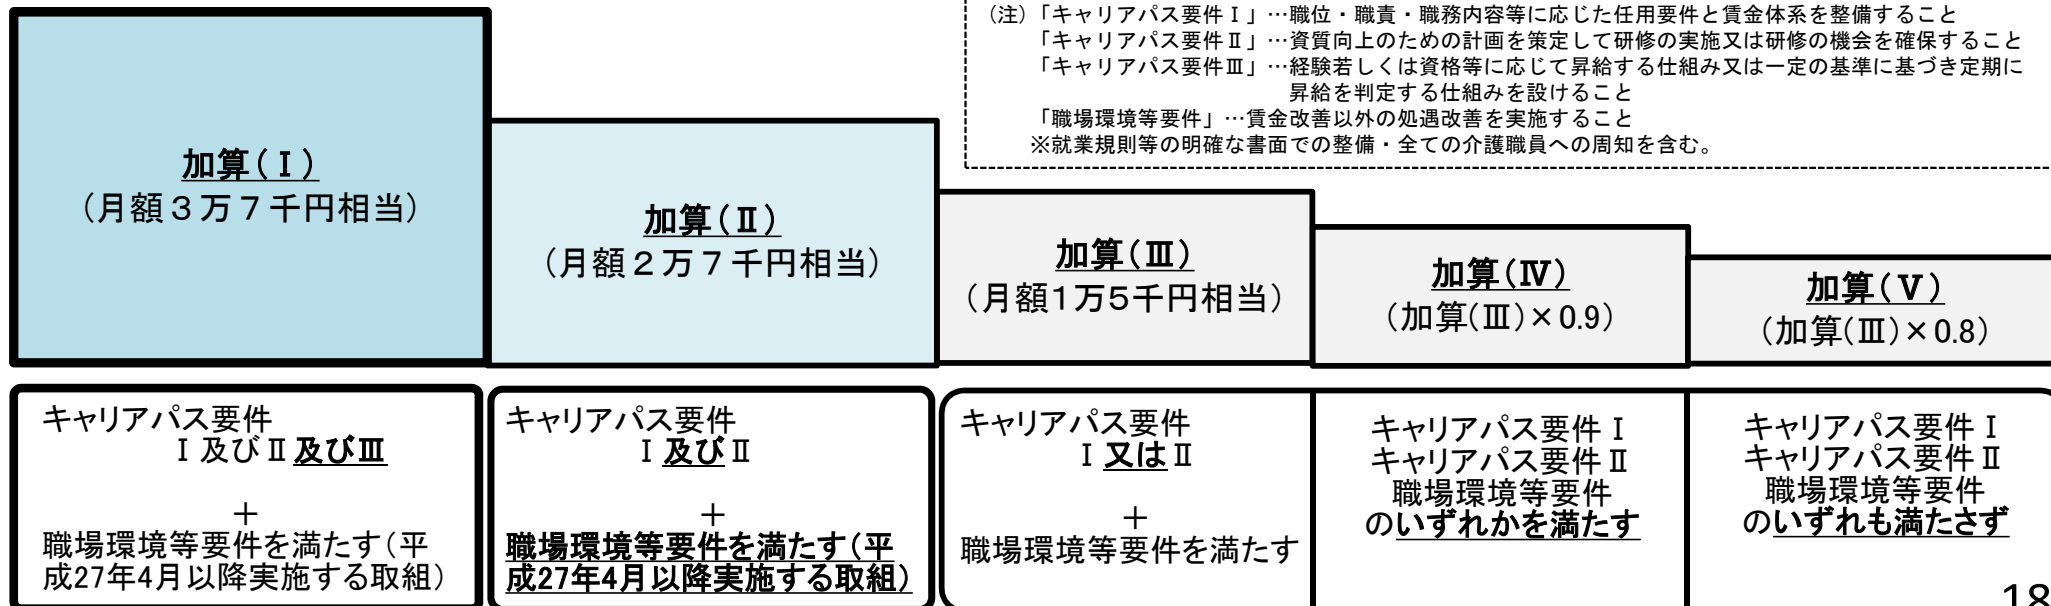 (注)「キャリアパス要件Ⅰ」…職位・職責・職務内容等に応じた任用要件と賃金体系を整備すること
「キャリアパス要件Ⅱ」…資質向上のための計画を策定して研修の実施又は研修の機会を確保すること
「キャリアパス要件Ⅲ」…経験若しくは資格等に応じて昇給する仕組み又は一定の基準に基づき定期に
昇給を判定する仕組みを設けること
「職場環境等要件」…賃金改善以外の処遇改善を実施すること
※就業規則等の明確な書面での整備・全ての介護職員への周知を含む。
加算(Ⅰ)
(月額3万7千円相当)
加算(Ⅱ)
(月額2万7千円相当)
加算(Ⅲ)
(月額1万5千円相当)
加算(Ⅳ)
(加算(Ⅲ)×0.9)
加算(Ⅴ)
(加算(Ⅲ)×0.8)
キャリアパス要件
Ⅰ及びⅡ及びⅢ
+
職場環境等要件を満たす(平
成27年4月以降実施する取組)
キャリアパス要件
Ⅰ及びⅡ
+
職場環境等要件を満たす(平
成27年4月以降実施する取組)
キャリアパス要件
Ⅰ又はⅡ
+
職場環境等要件を満たす
キャリアパス要件Ⅰ
キャリアパス要件Ⅱ
職場環境等要件
のいずれかを満たす
キャリアパス要件Ⅰ
キャリアパス要件Ⅱ
職場環境等要件
のいずれも満たさず
18